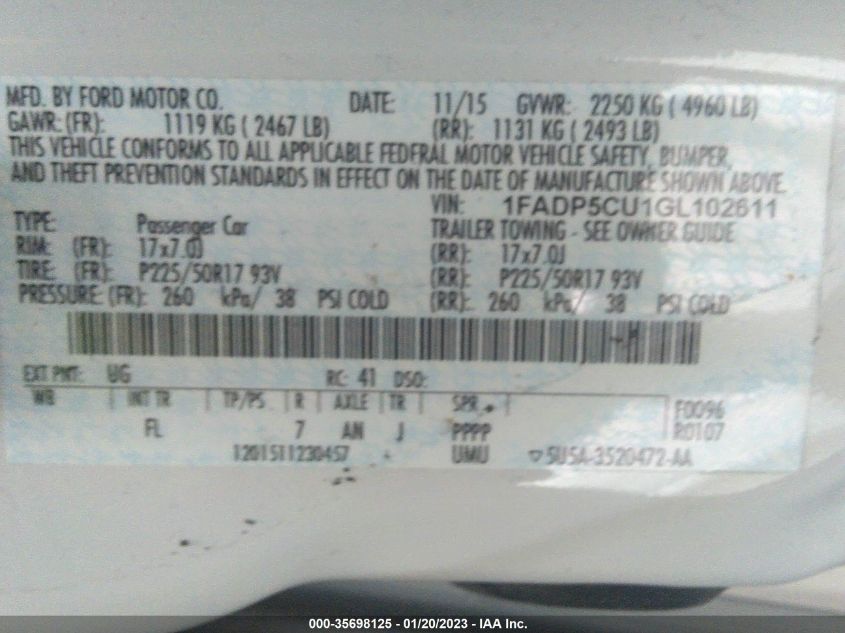 MFD. BY FORD MOTOR CO. DATE: 11/15 GVWR: 2250 KG ( 4960 LB)
GAWR: (FR): 1119 KG ( 2467 LB) (RR): 1131 KG ( 2493 LB)
THIS VEHICLE CONFORMS TO ALL APPLICABLE FEDERAL MOTOR VEHICLE SAFETY, BUMPER,
AND THEFT PREVENTION STANDARDS IN EFFECT ON THE DATE OF MANUFACTURE SHOWN ABOVE.
VIN: 1FADP5CU1GL102611
TYPE: Passenger Car TRAILER TOWING - SEE OWNER GUIDE
RIM: (FR): 17x7.0J (RR): 17x7.0J
TIRE: (FR): P225/50R17 93V (RR): P225/50R17 93V
PRESSURE: (FR): 260 kPa/ 38 PSI COLD (RR): 260 kPa/ 38 PSI COLD
EXT PNT: UG RC: 41 DSO:
WB INT TR TP/PS R AXLE TR SPR F0096
FL 7 AN J PPPP R0107
1201511230457 UMU 5U5A-3520472-AA
000-35698125 - 01/20/2023 - IAA Inc.